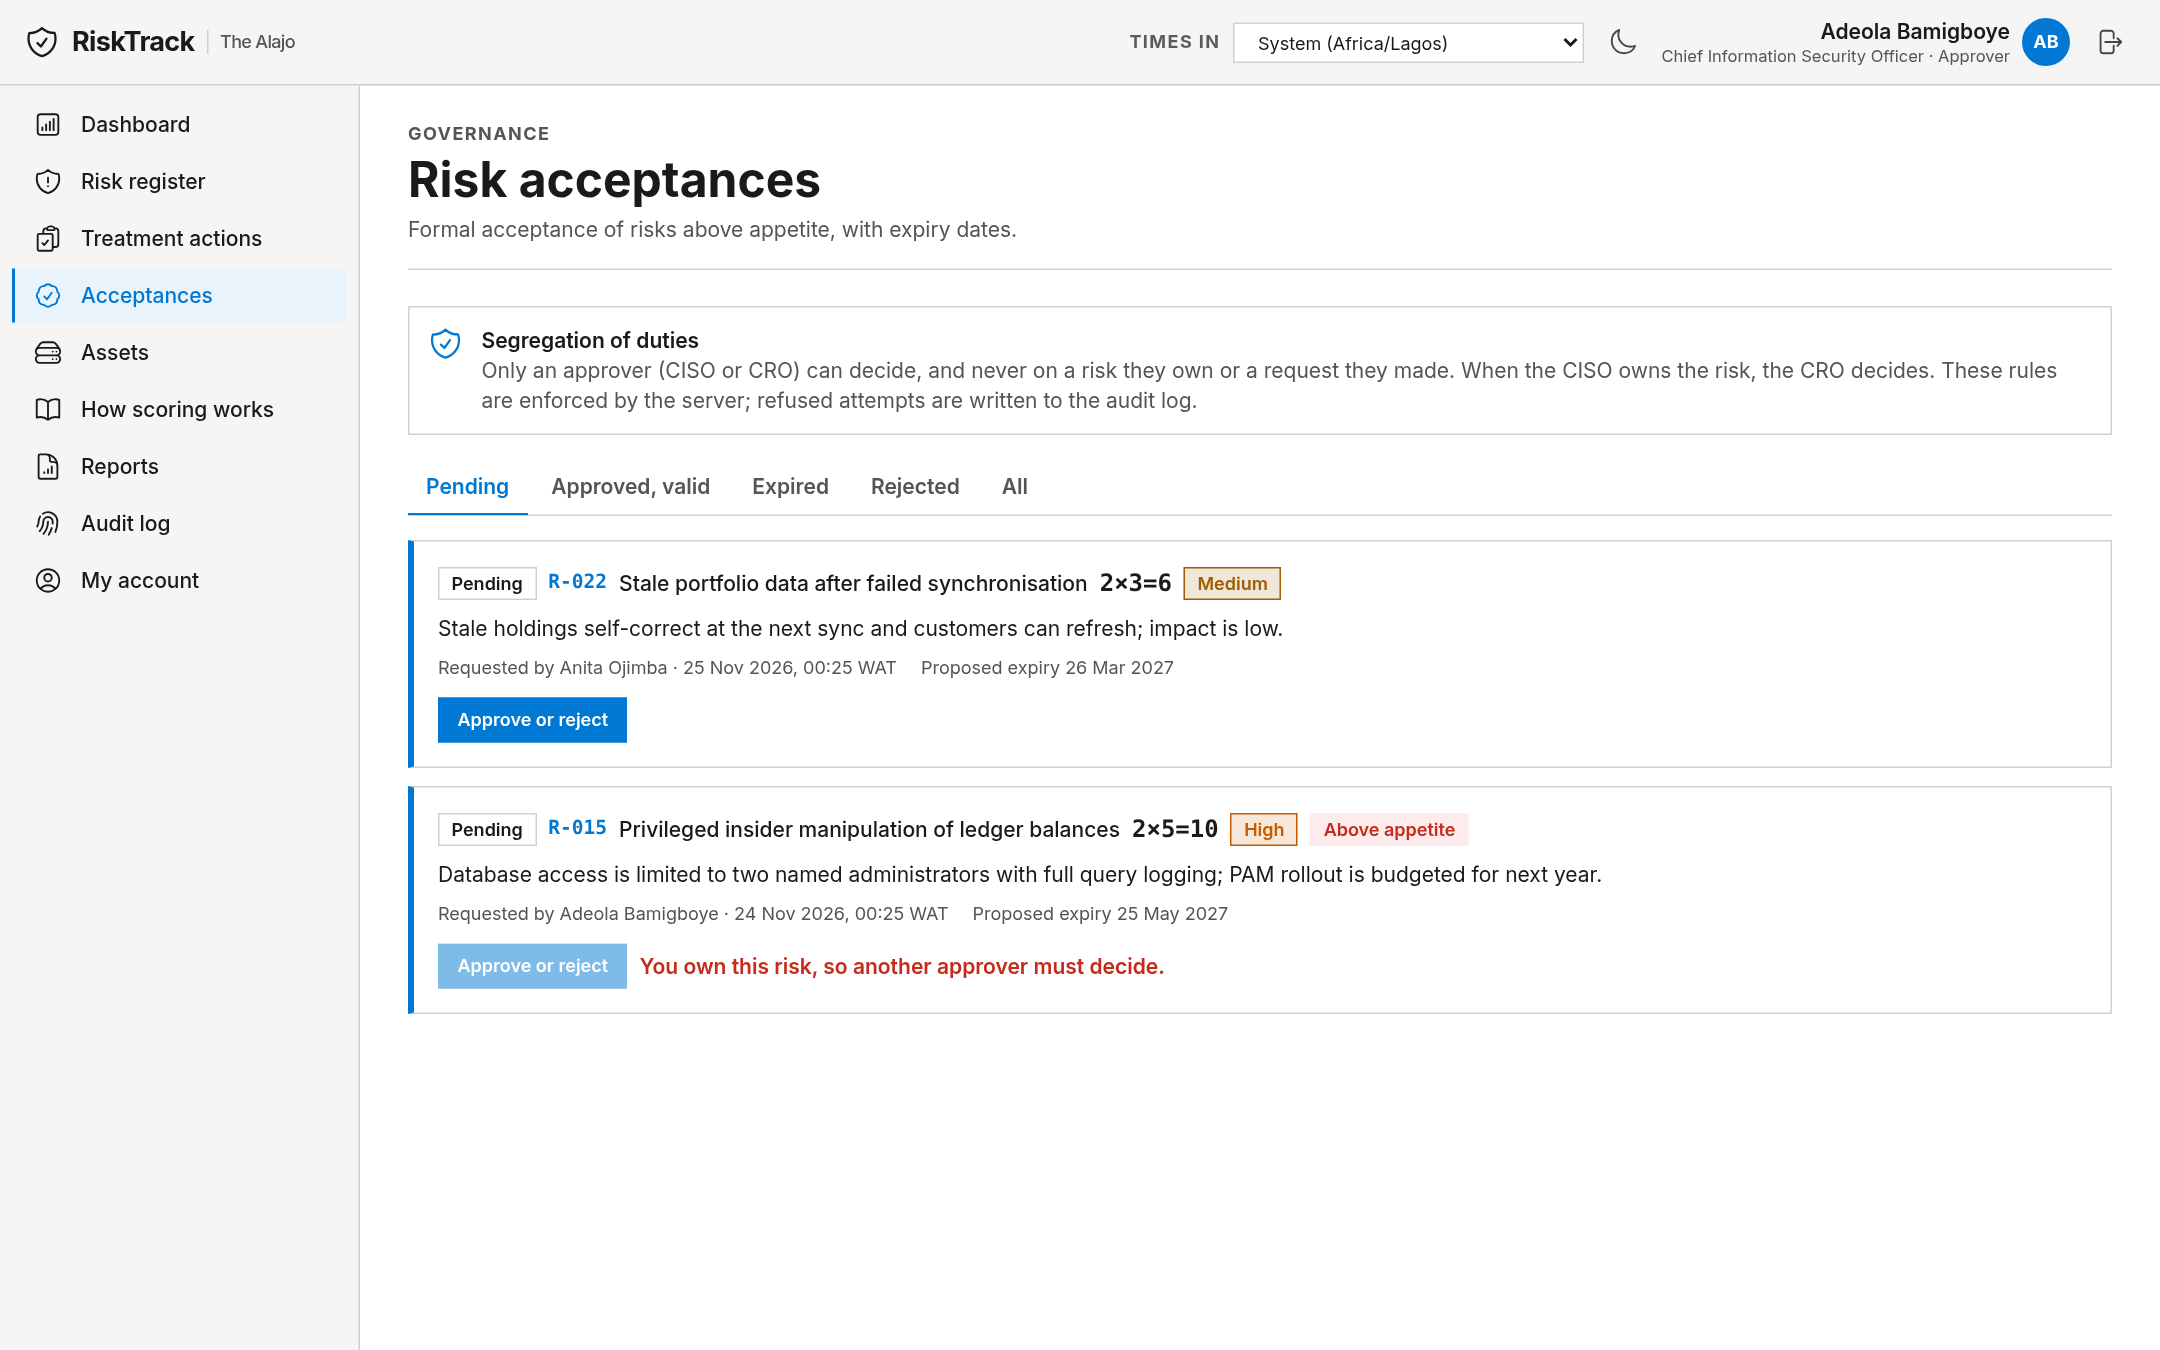 RiskTrack
The Alajo
TIMES IN
System (Africa/Lagos)
Adeola Bamigboye
Chief Information Security Officer · Approver
AB
Dashboard
Risk register
Treatment actions
Acceptances
Assets
How scoring works
Reports
Audit log
My account
GOVERNANCE
Risk acceptances
Formal acceptance of risks above appetite, with expiry dates.
Segregation of duties
Only an approver (CISO or CRO) can decide, and never on a risk they own or a request they made. When the CISO owns the risk, the CRO decides. These rules
are enforced by the server; refused attempts are written to the audit log.
Pending Approved, valid Expired Rejected All
Pending R-022 Stale portfolio data after failed synchronisation 2×3=6 Medium
Stale holdings self-correct at the next sync and customers can refresh; impact is low.
Requested by Anita Ojimba · 25 Nov 2026, 00:25 WAT Proposed expiry 26 Mar 2027
Approve or reject
Pending R-015 Privileged insider manipulation of ledger balances 2×5=10 High Above appetite
Database access is limited to two named administrators with full query logging; PAM rollout is budgeted for next year.
Requested by Adeola Bamigboye · 24 Nov 2026, 00:25 WAT Proposed expiry 25 May 2027
Approve or reject You own this risk, so another approver must decide.